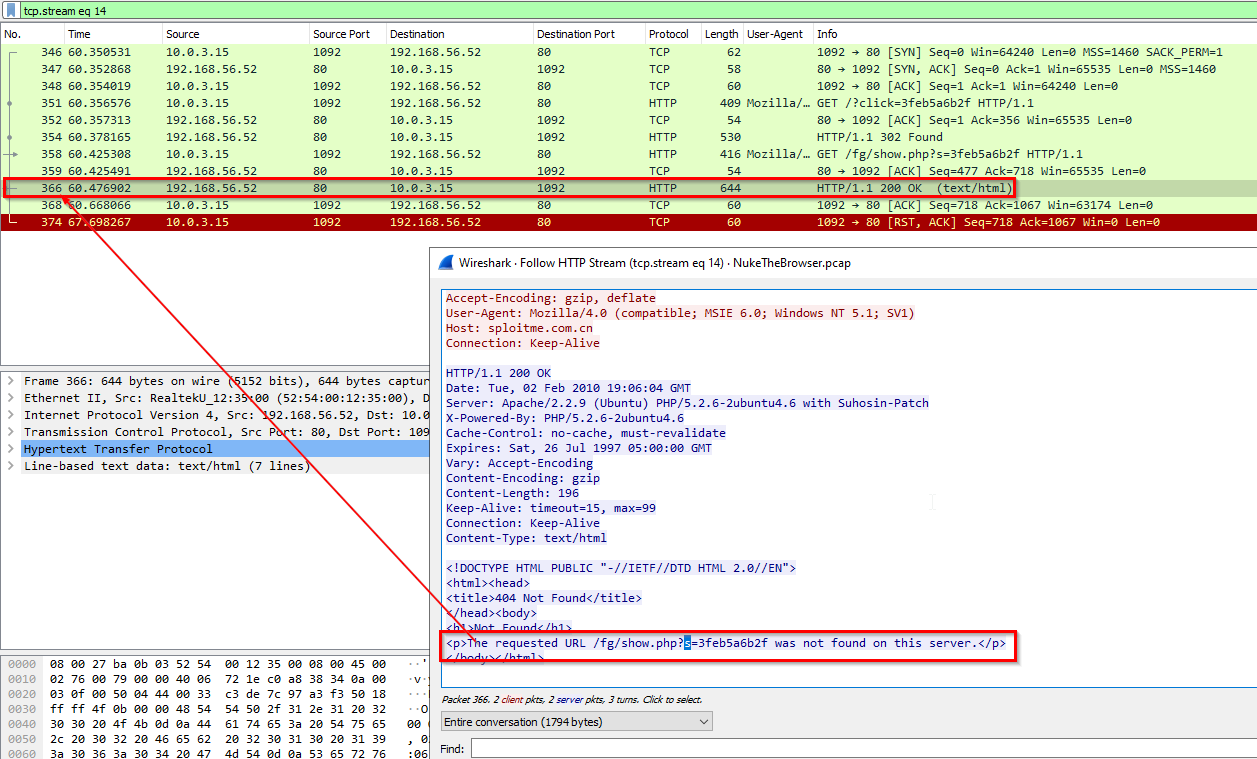 tcp.stream eq 14
No. Time Source Source Port Destination Destination Port Protocol Length User-Agent Info
346 60.350531 10.0.3.15 1092 192.168.56.52 80 TCP 62 1092 → 80 [SYN] Seq=0 Win=64240 Len=0 MSS=1460 SACK_PERM=1
347 60.352868 192.168.56.52 80 10.0.3.15 1092 TCP 58 80 → 1092 [SYN, ACK] Seq=0 Ack=1 Win=65535 Len=0 MSS=1460
348 60.354019 10.0.3.15 1092 192.168.56.52 80 TCP 60 1092 → 80 [ACK] Seq=1 Ack=1 Win=64240 Len=0
351 60.356576 10.0.3.15 1092 192.168.56.52 80 HTTP 409 Mozilla/… GET /?click=3feb5a6b2f HTTP/1.1
352 60.357313 192.168.56.52 80 10.0.3.15 1092 TCP 54 80 → 1092 [ACK] Seq=1 Ack=356 Win=65535 Len=0
354 60.378165 192.168.56.52 80 10.0.3.15 1092 HTTP 530 HTTP/1.1 302 Found
358 60.425308 10.0.3.15 1092 192.168.56.52 80 HTTP 416 Mozilla/… GET /fg/show.php?s=3feb5a6b2f HTTP/1.1
359 60.425491 192.168.56.52 80 10.0.3.15 1092 TCP 54 80 → 1092 [ACK] Seq=477 Ack=718 Win=65535 Len=0
366 60.476902 192.168.56.52 80 10.0.3.15 1092 HTTP 644 HTTP/1.1 200 OK (text/html)
368 60.668066 10.0.3.15 1092 192.168.56.52 80 TCP 60 1092 → 80 [ACK] Seq=718 Ack=1067 Win=63174 Len=0
374 67.698267 10.0.3.15 1092 192.168.56.52 80 TCP 60 1092 → 80 [RST, ACK] Seq=718 Ack=1067 Win=0 Len=0
Wireshark · Follow HTTP Stream (tcp.stream eq 14) · NukeTheBrowser.pcap
Accept-Encoding: gzip, deflate
User-Agent: Mozilla/4.0 (compatible; MSIE 6.0; Windows NT 5.1; SV1)
Host: sploitme.com.cn
Connection: Keep-Alive
HTTP/1.1 200 OK
Date: Tue, 02 Feb 2010 19:06:04 GMT
Server: Apache/2.2.9 (Ubuntu) PHP/5.2.6-2ubuntu4.6 with Suhosin-Patch
X-Powered-By: PHP/5.2.6-2ubuntu4.6
Cache-Control: no-cache, must-revalidate
Expires: Sat, 26 Jul 1997 05:00:00 GMT
Vary: Accept-Encoding
Content-Encoding: gzip
Content-Length: 196
Keep-Alive: timeout=15, max=99
Connection: Keep-Alive
Content-Type: text/html
<!DOCTYPE HTML PUBLIC "-//IETF//DTD HTML 2.0//EN">
<html><head>
<title>404 Not Found</title>
</head><body>
<h1>Not Found</h1>
<p>The requested URL /fg/show.php?s=3feb5a6b2f was not found on this server.</p>
</body></html>
Packet 366. 2 client pkts, 2 server pkts, 3 turns. Click to select.
Entire conversation (1794 bytes)
Find:
Frame 366: 644 bytes on wire (5152 bits), 644 bytes captur
Ethernet II, Src: RealtekU_12:35:00 (52:54:00:12:35:00), D
Internet Protocol Version 4, Src: 192.168.56.52, Dst: 10.0
Transmission Control Protocol, Src Port: 80, Dst Port: 109
Hypertext Transfer Protocol
Line-based text data: text/html (7 lines)
0000 08 00 27 ba 0b 03 52 54 00 12 35 00 08 00 45 00 ··'
0010 02 76 00 79 00 00 40 06 72 1e c0 a8 38 34 0a 00 ·v·y
0020 03 0f 00 50 04 44 00 33 c3 de 7c 97 a3 f3 50 18
0030 ff ff 4f 0b 00 00 48 54 54 50 2f 31 2e 31 20 32 ··O
0040 30 30 20 4f 4b 0d 0a 44 61 74 65 3a 20 54 75 65 00 O
0050 2c 20 30 32 20 46 65 62 20 32 30 31 30 20 31 39 , 0
0060 3a 30 36 3a 30 34 20 47 4d 54 0d 0a 53 65 72 76 :06